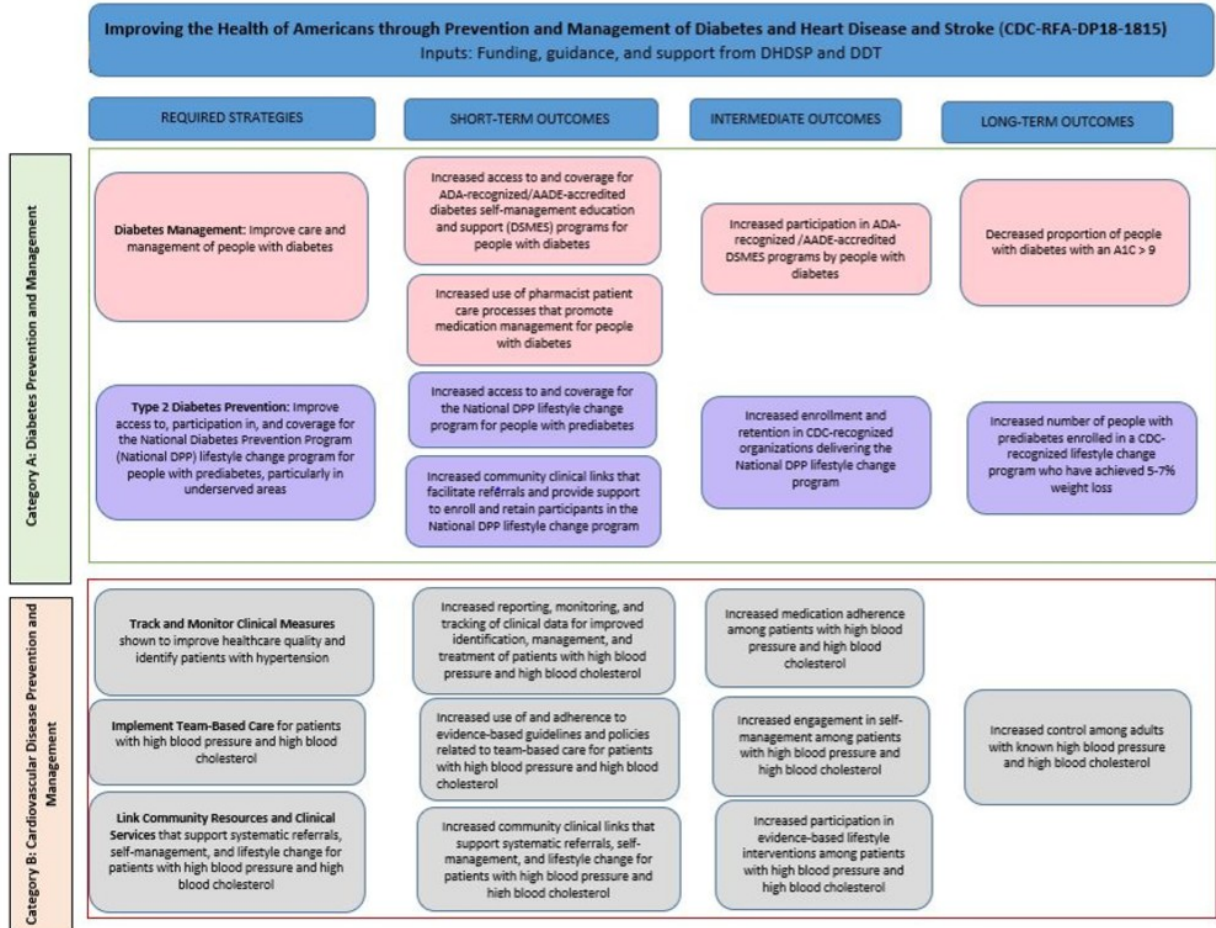 Improving the Health of Americans through Prevention and Management of Diabetes and Heart Disease and Stroke (CDC-RFA-DP18-1815)
Inputs: Funding, guidance, and support from DHDSP and DDT
REQUIRED STRATEGIES
SHORT-TERM OUTCOMES
INTERMEDIATE OUTCOMES
LONG-TERM OUTCOMES
Category A: Diabetes Prevention and Management
Diabetes Management: Improve care and
management of people with diabetes
Increased access to and coverage for
ADA-recognized/AADE-accredited
diabetes self-management education
and support (DSMES) programs for
people with diabetes
Increased use of pharmacist patient
care processes that promote
medication management for people
with diabetes
Increased participation in ADA-
recognized /AADE-accredited
DSMES programs by people with
diabetes
Decreased proportion of people
with diabetes with an A1C > 9
Type 2 Diabetes Prevention: Improve
access to, participation in, and coverage for
the National Diabetes Prevention Program
(National DPP) lifestyle change program for
people with prediabetes, particularly in
underserved areas
Increased access to and coverage for
the National DPP lifestyle change
program for people with prediabetes
Increased community clinical links that
facilitate referrals and provide support
to enroll and retain participants in the
National DPP lifestyle change program
Increased enrollment and
retention in CDC-recognized
organizations delivering the
National DPP lifestyle change
program
Increased number of people with
prediabetes enrolled in a CDC-
recognized lifestyle change
program who have achieved 5-7%
weight loss
Category B: Cardiovascular Disease Prevention and
Management
Track and Monitor Clinical Measures
shown to improve healthcare quality and
identify patients with hypertension
Increased reporting, monitoring, and
tracking of clinical data for improved
identification, management, and
treatment of patients with high blood
pressure and high blood cholesterol
Increased medication adherence
among patients with high blood
pressure and high blood
cholesterol
Implement Team-Based Care for patients
with high blood pressure and high blood
cholesterol
Increased use of and adherence to
evidence-based guidelines and policies
related to team-based care for patients
with high blood pressure and high blood
cholesterol
Increased engagement in self-
management among patients
with high blood pressure and
high blood cholesterol
Increased control among adults
with known high blood pressure
and high blood cholesterol
Link Community Resources and Clinical
Services that support systematic referrals,
self-management, and lifestyle change for
patients with high blood pressure and high
blood cholesterol
Increased community clinical links that
support systematic referrals, self-
management, and lifestyle change for
patients with high blood pressure and
high blood cholesterol
Increased participation in
evidence-based lifestyle
interventions among patients
with high blood pressure and
high blood cholesterol